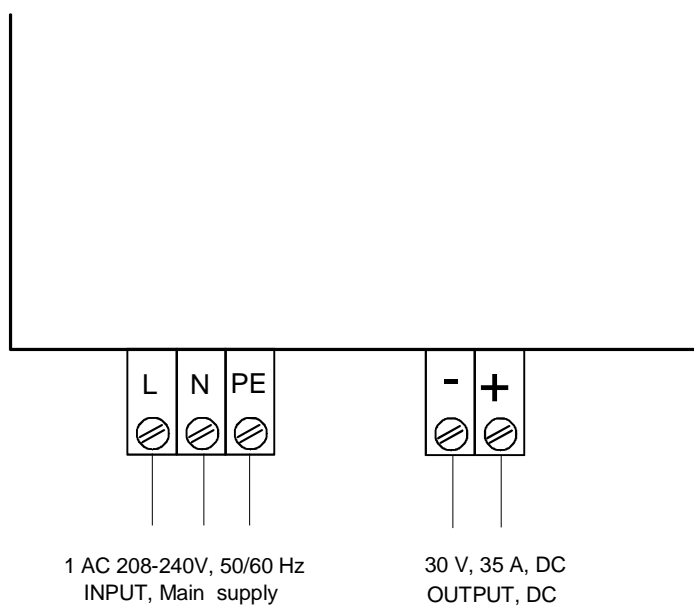 L N PE - +
1 AC 208-240V, 50/60 Hz 30 V, 35 A, DC
INPUT, Main supply OUTPUT, DC